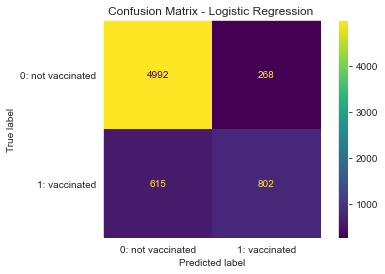 Confusion Matrix - Logistic Regression
0: not vaccinated
4992
268
4000
3000
True label
2000
1: vaccinated
615
802
1000
0: not vaccinated
1: vaccinated
Predicted label